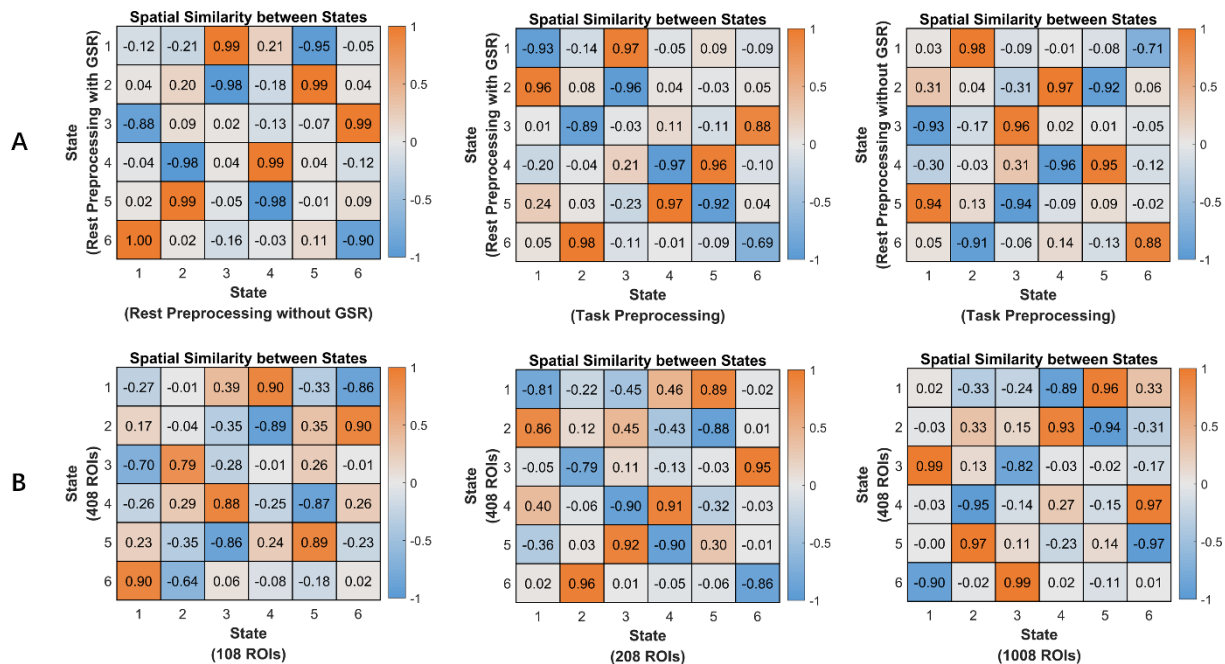 A
Spatial Similarity between States
State
(Rest Preprocessing with GSR)
1 -0.12 -0.21 0.99 0.21 -0.95 -0.05
2 0.04 0.20 -0.98 -0.18 0.99 0.04
3 -0.88 0.09 0.02 -0.13 -0.07 0.99
4 -0.04 -0.98 0.04 0.99 0.04 -0.12
5 0.02 0.99 -0.05 -0.98 -0.01 0.09
6 1.00 0.02 -0.16 -0.03 0.11 -0.90
1 2 3 4 5 6
State
(Rest Preprocessing without GSR)
1
0.5
0
-0.5
-1
Spatial Similarity between States
State
(Rest Preprocessing with GSR)
1 -0.93 -0.14 0.97 -0.05 0.09 -0.09
2 0.96 0.08 -0.96 0.04 -0.03 0.05
3 0.01 -0.89 -0.03 0.11 -0.11 0.88
4 -0.20 -0.03 0.21 -0.97 0.96 -0.10
5 0.24 0.03 -0.23 0.97 -0.92 0.04
6 0.05 0.98 -0.11 -0.01 -0.09 -0.69
1 2 3 4 5 6
State
(Task Preprocessing)
1
0.5
0
-0.5
-1
Spatial Similarity between States
State
(Rest Preprocessing without GSR)
1 0.03 0.98 -0.09 -0.01 -0.08 -0.71
2 0.31 0.04 -0.31 0.97 -0.92 0.06
3 -0.93 -0.17 0.96 0.02 0.01 -0.05
4 -0.30 -0.03 0.31 -0.96 0.95 -0.12
5 0.94 0.13 -0.94 -0.09 0.09 -0.02
6 0.05 -0.91 -0.06 0.14 -0.13 0.88
1 2 3 4 5 6
State
(Task Preprocessing)
1
0.5
0
-0.5
-1
B
Spatial Similarity between States
State
(408 ROIs)
1 -0.27 -0.01 0.39 0.90 -0.33 -0.86
2 0.17 -0.04 -0.35 -0.89 0.35 0.90
3 -0.70 0.79 -0.28 -0.01 0.26 -0.01
4 -0.26 0.29 0.88 -0.25 -0.87 0.26
5 0.23 -0.35 -0.86 0.24 0.89 -0.23
6 0.90 -0.64 0.06 -0.08 -0.18 0.02
1 2 3 4 5 6
State
(108 ROIs)
1
0.5
0
-0.5
-1
Spatial Similarity between States
State
(408 ROIs)
1 -0.81 -0.22 -0.45 0.46 0.89 -0.02
2 0.86 0.12 0.45 -0.43 -0.88 0.01
3 -0.05 -0.79 0.11 -0.13 -0.03 0.95
4 0.40 -0.06 -0.90 0.91 -0.32 -0.03
5 -0.36 0.03 0.92 -0.90 0.30 -0.01
6 0.02 0.96 0.01 -0.05 -0.06 -0.86
1 2 3 4 5 6
State
(208 ROIs)
1
0.5
0
-0.5
-1
Spatial Similarity between States
State
(408 ROIs)
1 0.02 -0.33 -0.24 -0.89 0.96 0.33
2 -0.03 0.33 0.15 0.93 -0.94 -0.31
3 0.99 0.13 -0.82 -0.03 -0.02 -0.17
4 -0.03 -0.95 -0.14 0.27 -0.15 0.97
5 -0.00 0.97 0.11 -0.23 0.14 -0.97
6 -0.90 -0.02 0.99 0.02 -0.11 0.01
1 2 3 4 5 6
State
(1008 ROIs)
1
0.5
0
-0.5
-1